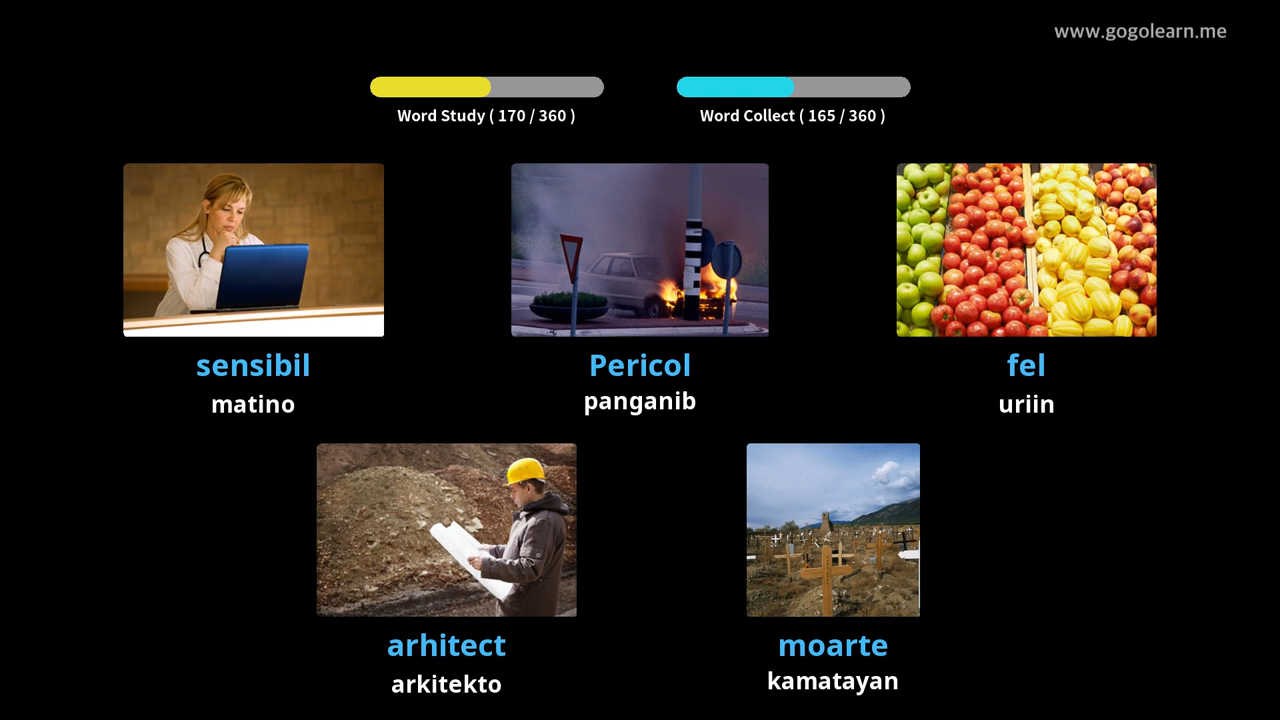 www.gogolearn.me
Word Study ( 170 / 360 )
Word Collect ( 165 / 360 )
sensibil
matino
Pericol
panganib
fel
uriin
arhitect
arkitekto
moarte
kamatayan